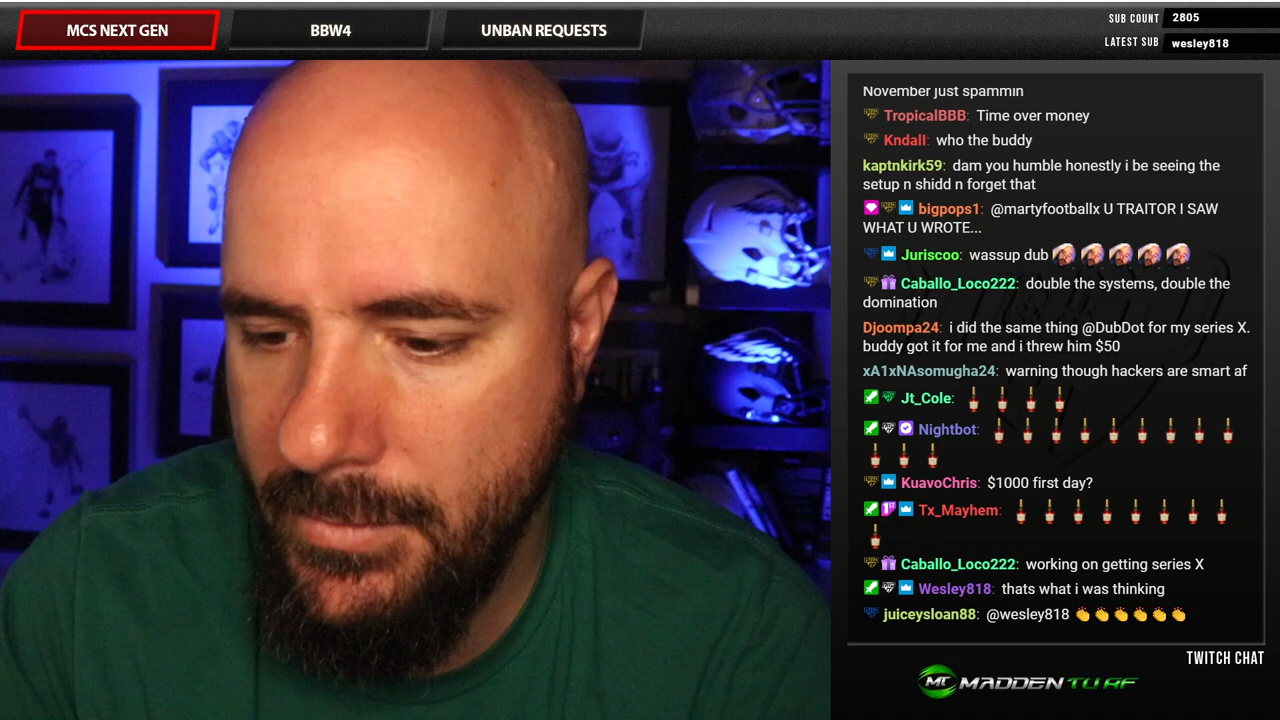 MCS NEXT GEN
BBW4
UNBAN REQUESTS
SUB COUNT 2805
LATEST SUB wesley818
November just spammin
TropicalBBB: Time over money
Kndall: who the buddy
kaptnkirk59: dam you humble honestly i be seeing the
setup n shidd n forget that
bigpops1: @martyfootballx U TRAITOR I SAW
WHAT U WROTE...
Juriscoo: wassup dub
Caballo_Loco222: double the systems, double the
domination
Djoompa24: i did the same thing @DubDot for my series X.
buddy got it for me and i threw him $50
xA1xNAsomugha24: warning though hackers are smart af
Jt_Cole:
Nightbot:
KuavoChris: $1000 first day?
1st Tx_Mayhem:
Caballo_Loco222: working on getting series X
Wesley818: thats what i was thinking
juiceysloan88: @wesley818 👏👏👏👏👏👏
TWITCH CHAT
MT MADDEN TURF